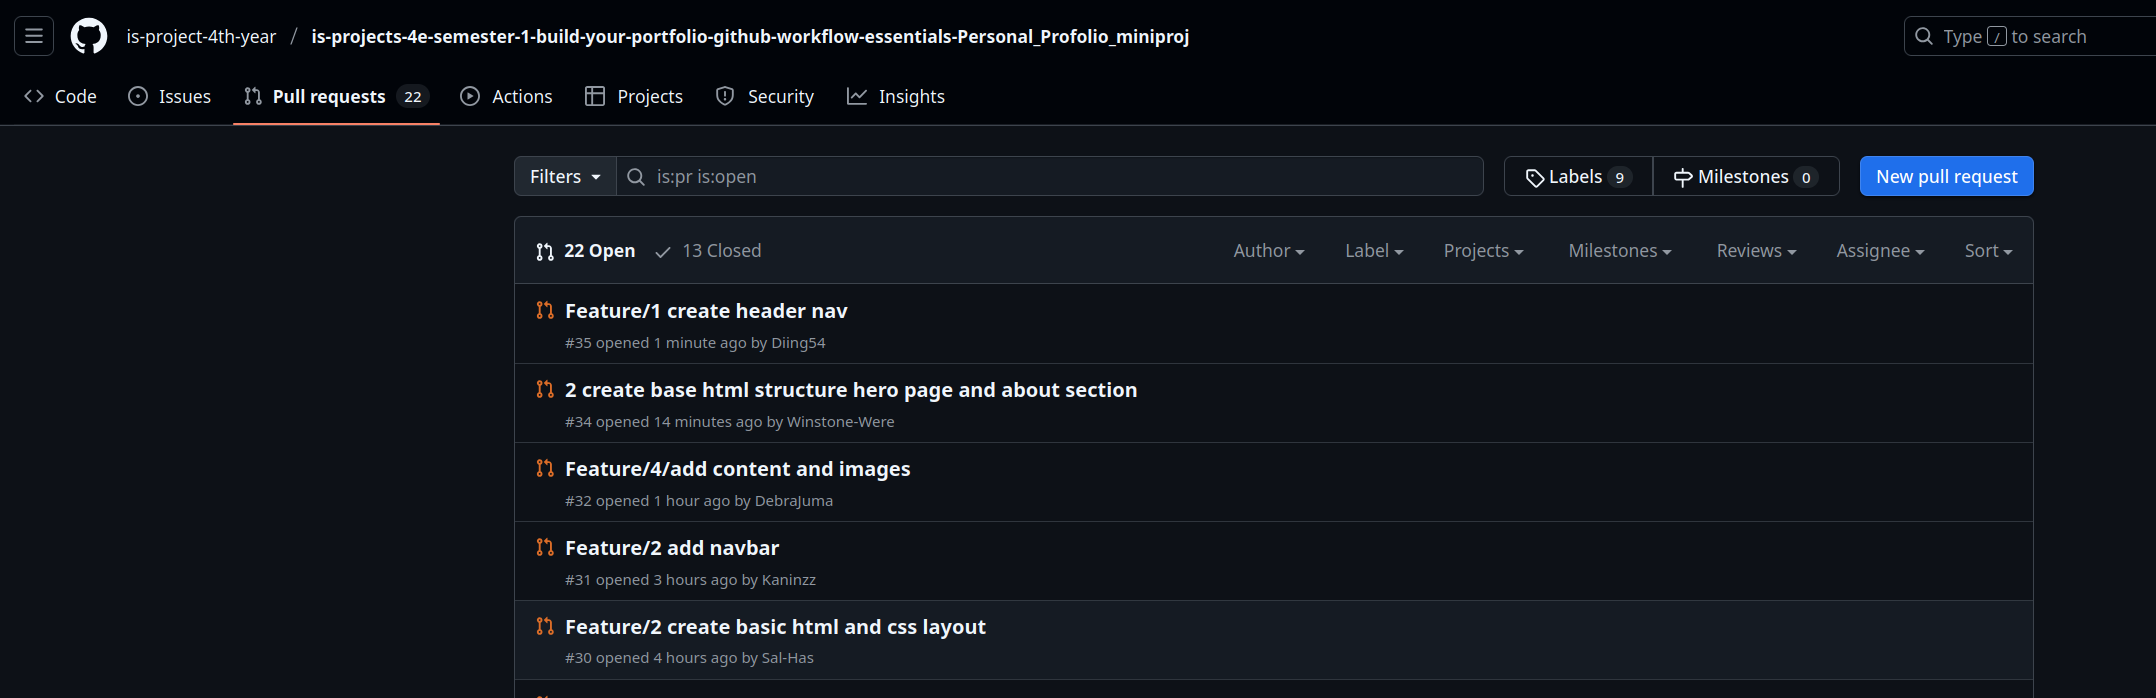 is-project-4th-year / is-projects-4e-semester-1-build-your-portfolio-github-workflow-essentials-Personal_Profolio_miniproj
Type / to search
Code Issues Pull requests 22 Actions Projects Security Insights
Filters is:pr is:open Labels 9 Milestones 0 New pull request
22 Open 13 Closed Author Label Projects Milestones Reviews Assignee Sort
Feature/1 create header nav
#35 opened 1 minute ago by Diing54
2 create base html structure hero page and about section
#34 opened 14 minutes ago by Winstone-Were
Feature/4/add content and images
#32 opened 1 hour ago by DebraJuma
Feature/2 add navbar
#31 opened 3 hours ago by Kaninzz
Feature/2 create basic html and css layout
#30 opened 4 hours ago by Sal-Has